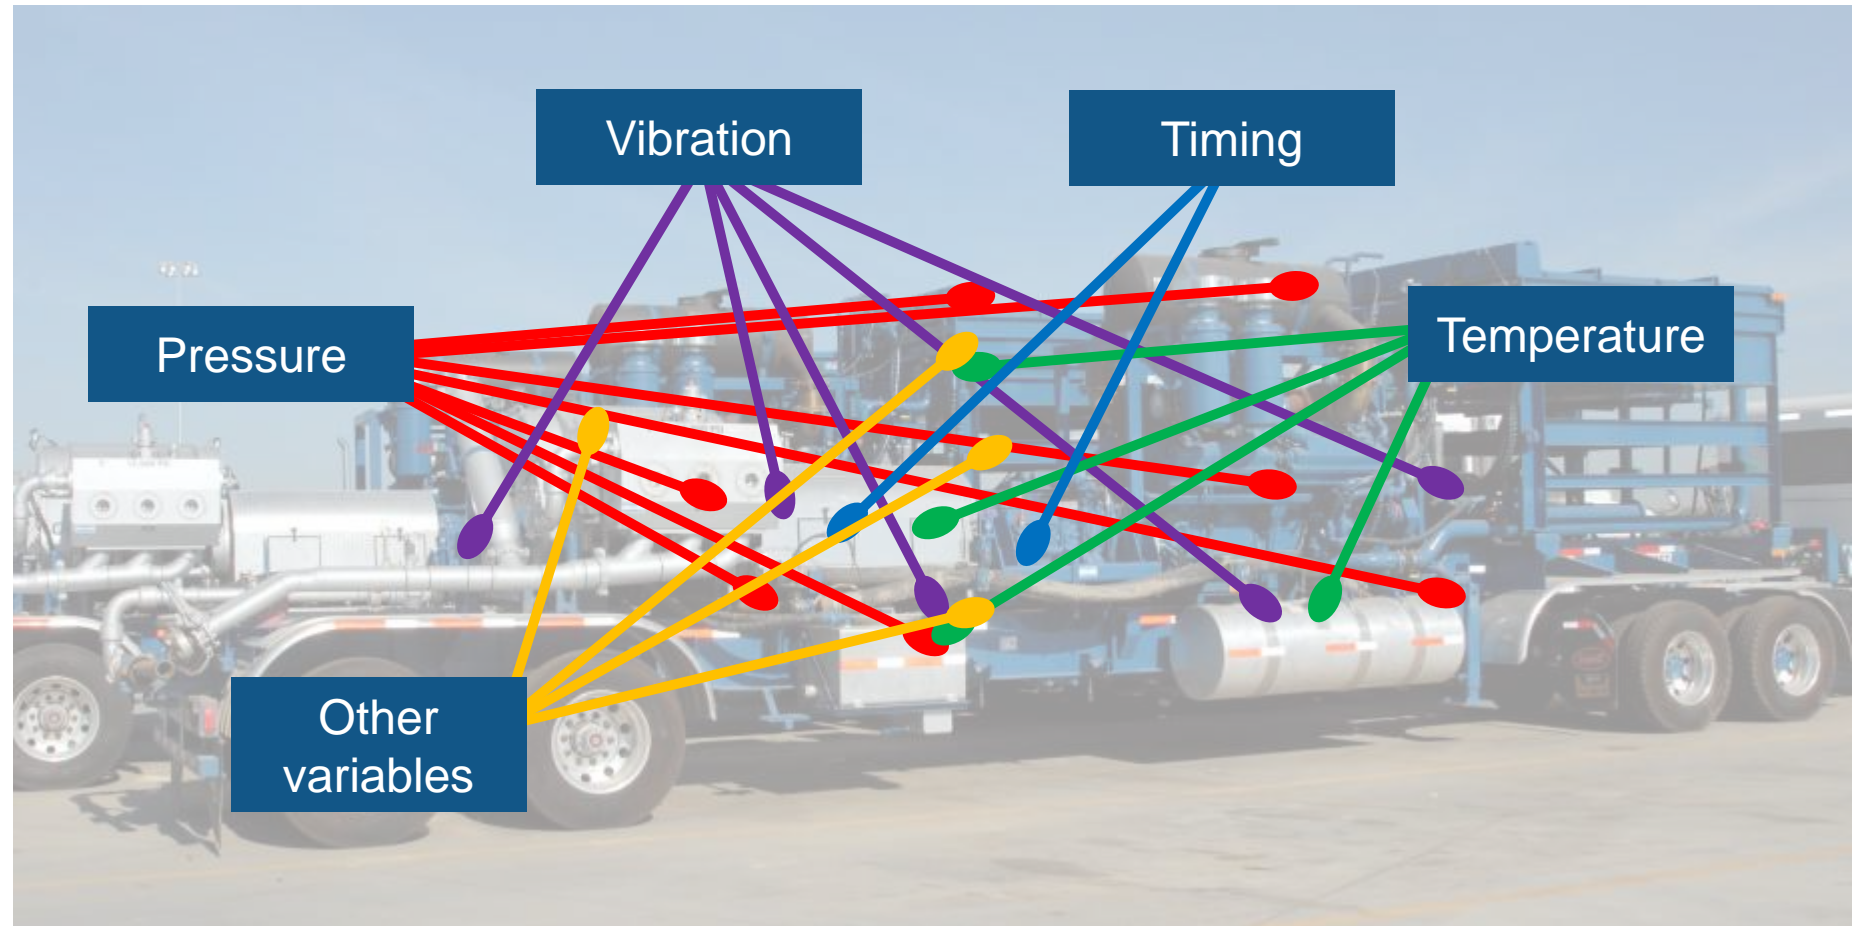 Vibration
Timing
Pressure
Temperature
Other
variables